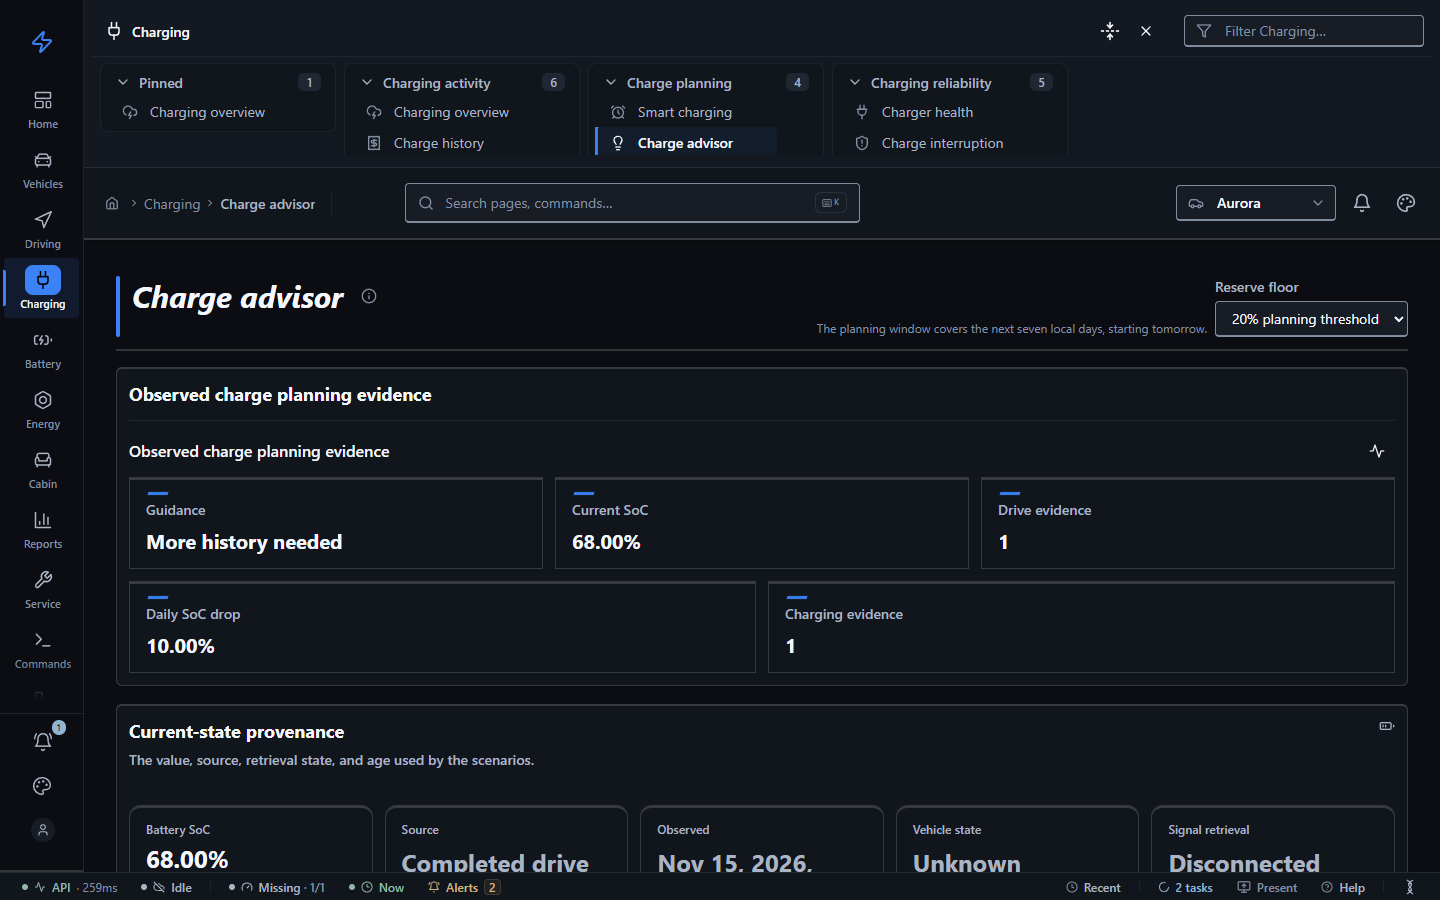 Charging
Filter Charging...
Pinned 1
Charging overview
Charging activity 6
Charging overview
Charge history
Charge planning 4
Smart charging
Charge advisor
Charging reliability 5
Charger health
Charge interruption
Home
Vehicles
Driving
Charging
Battery
Energy
Cabin
Reports
Service
Commands
1
Charging > Charge advisor
Search pages, commands...
K
Aurora
Charge advisor
The planning window covers the next seven local days, starting tomorrow.
Reserve floor
20% planning threshold
Observed charge planning evidence
Observed charge planning evidence
Guidance
More history needed
Current SoC
68.00%
Drive evidence
1
Daily SoC drop
10.00%
Charging evidence
1
Current-state provenance
The value, source, retrieval state, and age used by the scenarios.
Battery SoC
68.00%
Source
Completed drive
Observed
Nov 15, 2026,
Vehicle state
Unknown
Signal retrieval
Disconnected
API · 259ms
Idle
Missing · 1/1
Now
Alerts 2
Recent
2 tasks
Present
Help